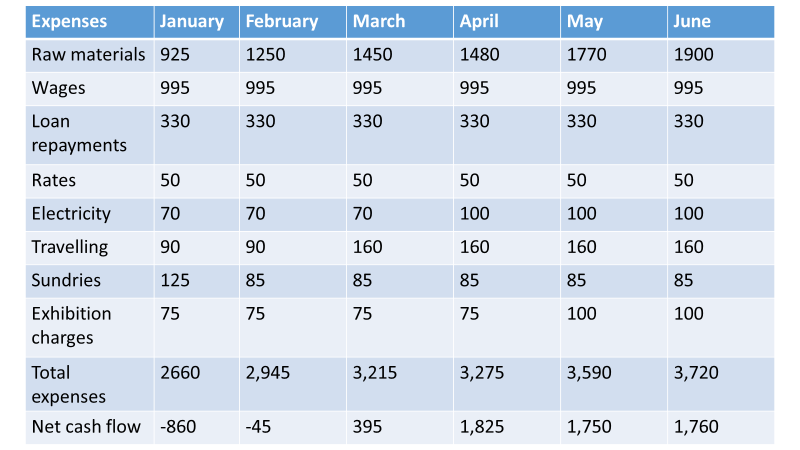 Expenses January February March April May June
Raw materials 925 1250 1450 1480 1770 1900
Wages 995 995 995 995 995 995
Loan 330 330 330 330 330 330
repayments
Rates 50 50 50 50 50 50
Electricity 70 70 70 100 100 100
Travelling 90 90 160 160 160 160
Sundries 125 85 85 85 85 85
Exhibition 75 75 75 75 100 100
charges
Total 2660 2,945 3,215 3,275 3,590 3,720
expenses
Net cash flow -860 -45 395 1,825 1,750 1,760